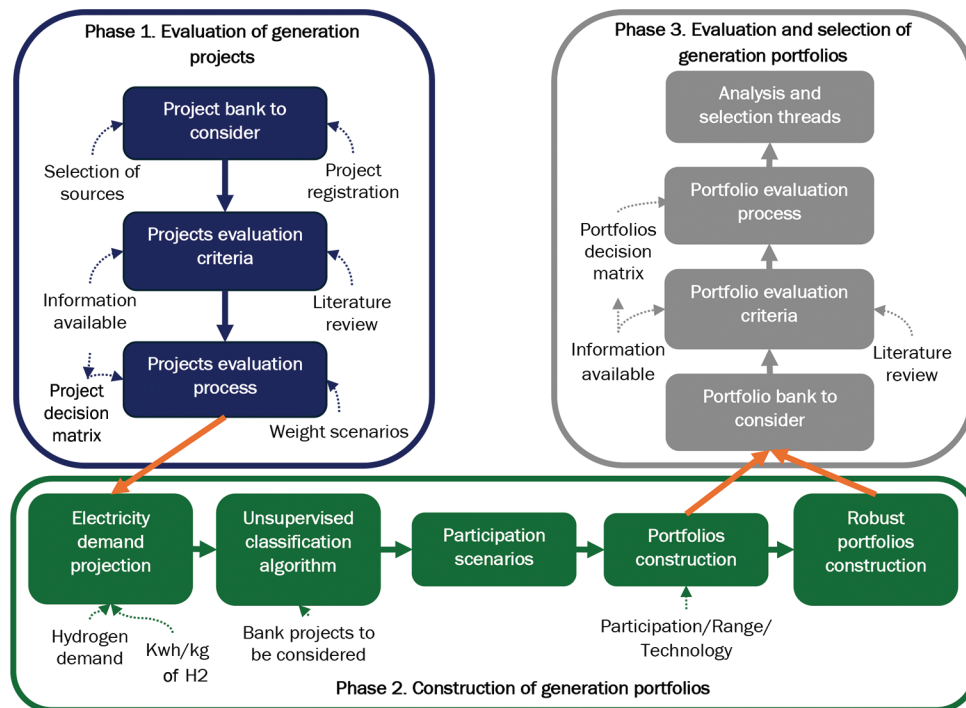 Phase 1. Evaluation of generation
projects
Project bank to
consider
Selection of
sources
Project
registration
Projects evaluation
criteria
Information
available
Literature
review
Projects evaluation
process
Project
decision
matrix
Weight scenarios
Phase 3. Evaluation and selection of
generation portfolios
Analysis and
selection threads
Portfolio evaluation
process
Portfolios
decision
matrix
Portfolio evaluation
criteria
Information
available
Literature
review
Portfolio bank to
consider
Electricity
demand
projection
Unsupervised
classification
algorithm
Participation
scenarios
Portfolios
construction
Robust
portfolios
construction
Hydrogen
demand
Kwh/kg
of H2
Bank projects to
be considered
Participation/Range/
Technology
Phase 2. Construction of generation portfolios